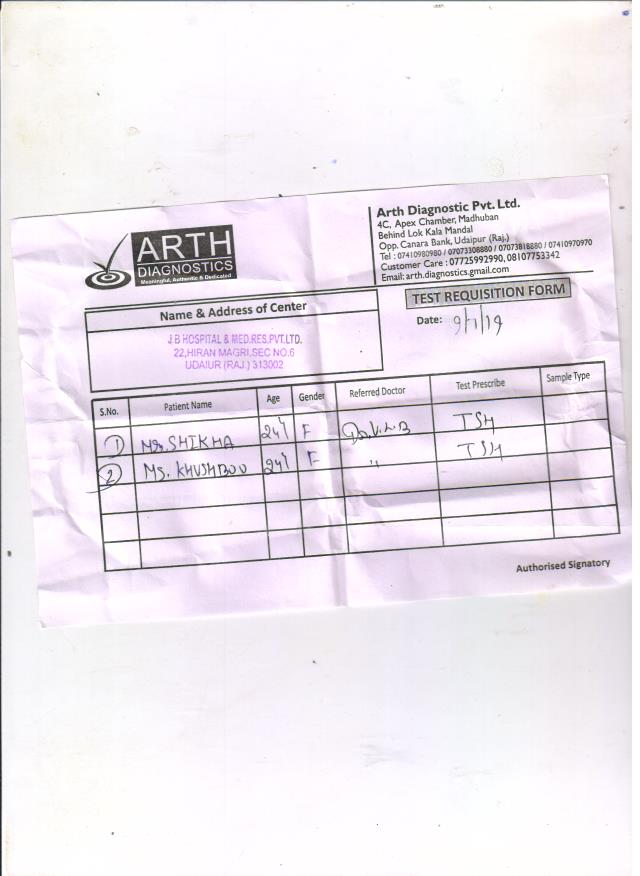 ARTH
DIAGNOSTICS
Meaningful, Authentic & Dedicated
Arth Diagnostic Pvt. Ltd.
4C, Apex Chamber, Madhuban
Behind Lok Kala Mandal
Opp. Canara Bank, Udaipur (Raj.)
Tel : 07410980980 / 07073308880 / 07073818880 / 07410970970
Customer Care : 07725992990, 08107753342
Email: arth.diagnostics.gmail.com
Name & Address of Center
J.B HOSPITAL & MED.RES.PVT.LTD.
22,HIRAN MAGRI,SEC NO.6
UDAIUR (RAJ.) 313002
TEST REQUISITION FORM
Date: 9/1/19
S.No. Patient Name Age Gender Referred Doctor Test Prescribe Sample Type
1 SHIKHA 24Y F TSH
2 Ms. KHUSHBOO 24Y F " TSH
Authorised Signatory